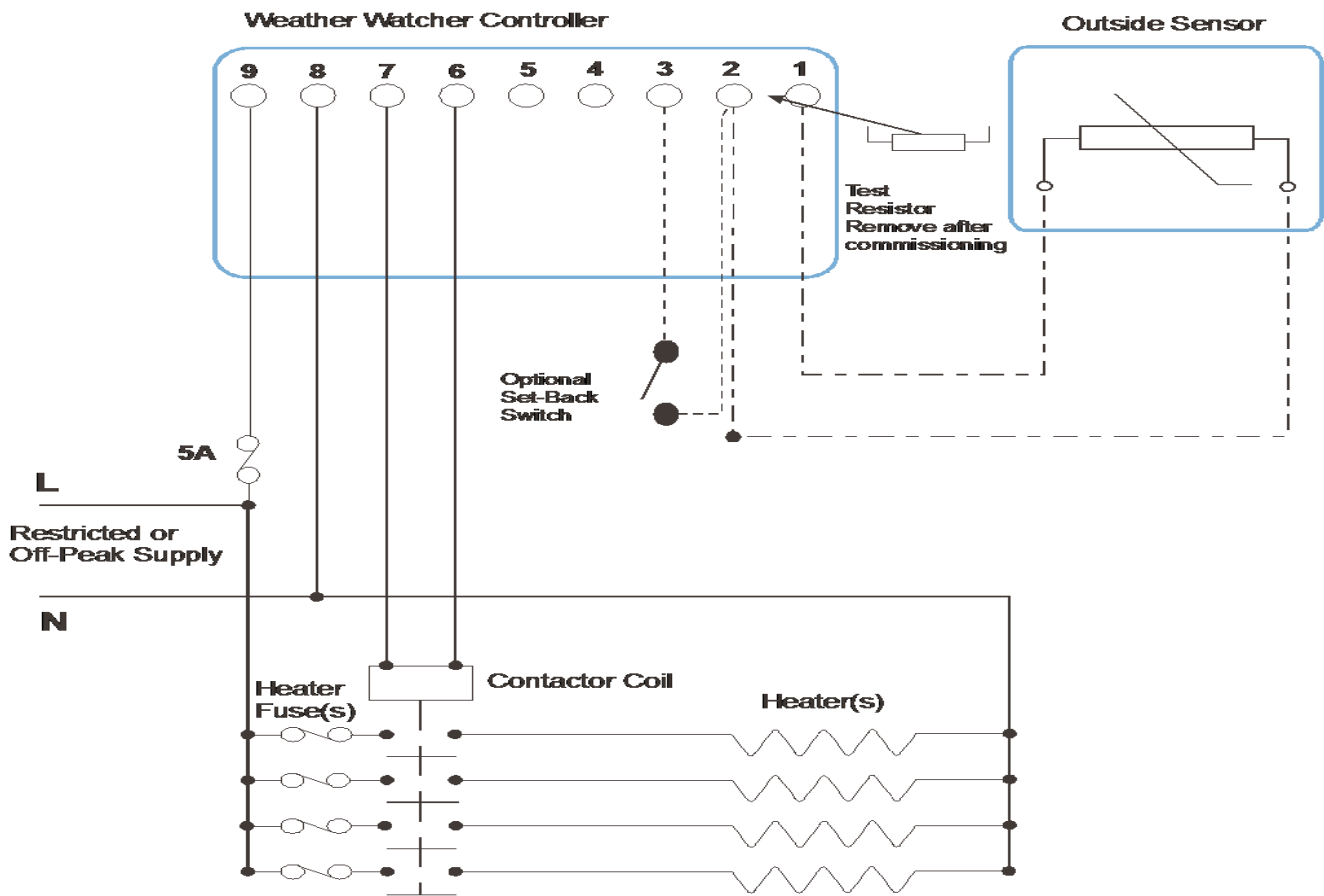 Weather Watcher Controller
Outside Sensor
9 8 7 6 5 4 3 2 1
Test
Resistor
Remove after
commissioning
Optional
Set-Back
Switch
5A
L
Restricted or
Off-Peak Supply
N
Contactor Coil
Heater
Fuse(s)
Heater(s)